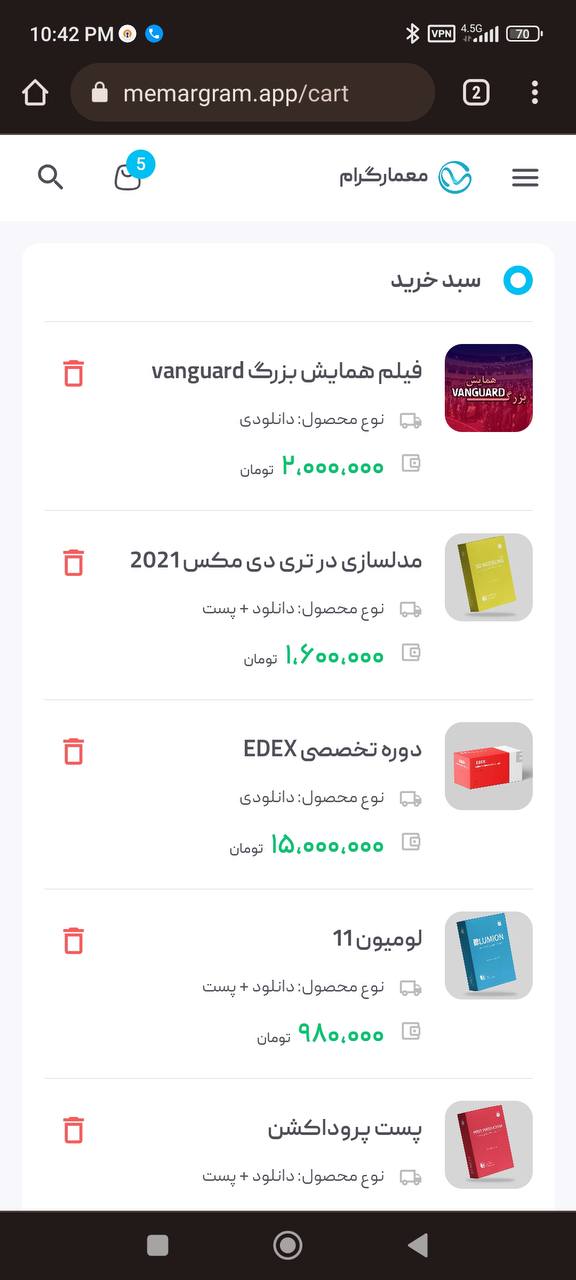 10:42 PM
VPN 4.5G 70
memargram.app/cart
2
معمارگرام
5
سبد خرید
فیلم همایش بزرگ vanguard
همایش
VANGUARD
بزرگ
نوع محصول: دانلودی
۲،۰۰۰،۰۰۰ تومان
مدلسازی در تری دی مکس 2021
نوع محصول: دانلود + پست
۱،۶۰۰،۰۰۰ تومان
دوره تخصصی EDEX
EDEX
نوع محصول: دانلودی
۱۵،۰۰۰،۰۰۰ تومان
لومیون 11
LUMION
نوع محصول: دانلود + پست
۹۸۰،۰۰۰ تومان
پست پروداکشن
نوع محصول: دانلود + پست